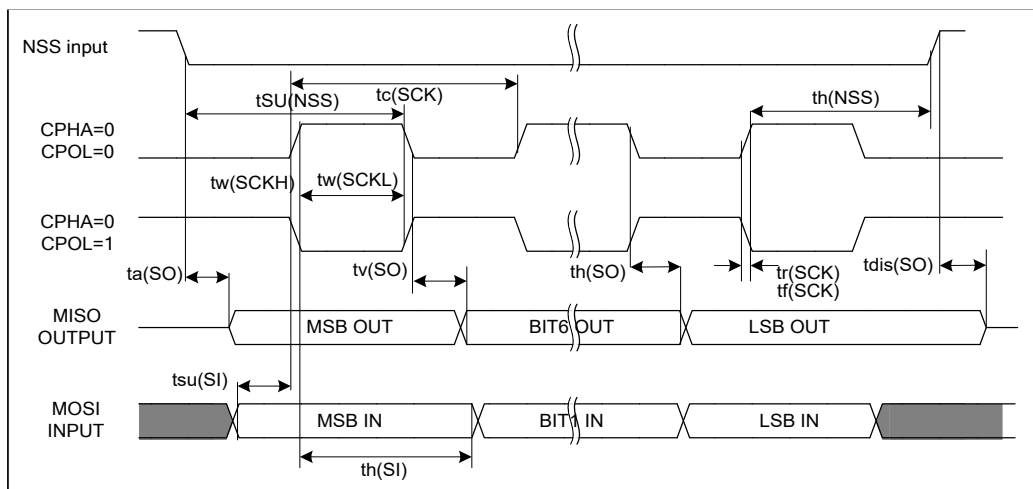 NSS input
tc(SCK)
tSU(NSS)
th(NSS)
CPHA=0
CPOL=0
tw(SCKH)
tw(SCKL)
CPHA=0
CPOL=1
ta(SO)
tv(SO)
th(SO)
tr(SCK)
tf(SCK)
tdis(SO)
MISO
OUTPUT
MSB OUT
BIT6 OUT
LSB OUT
tsu(SI)
MOSI
INPUT
MSB IN
BIT1 IN
LSB IN
th(SI)